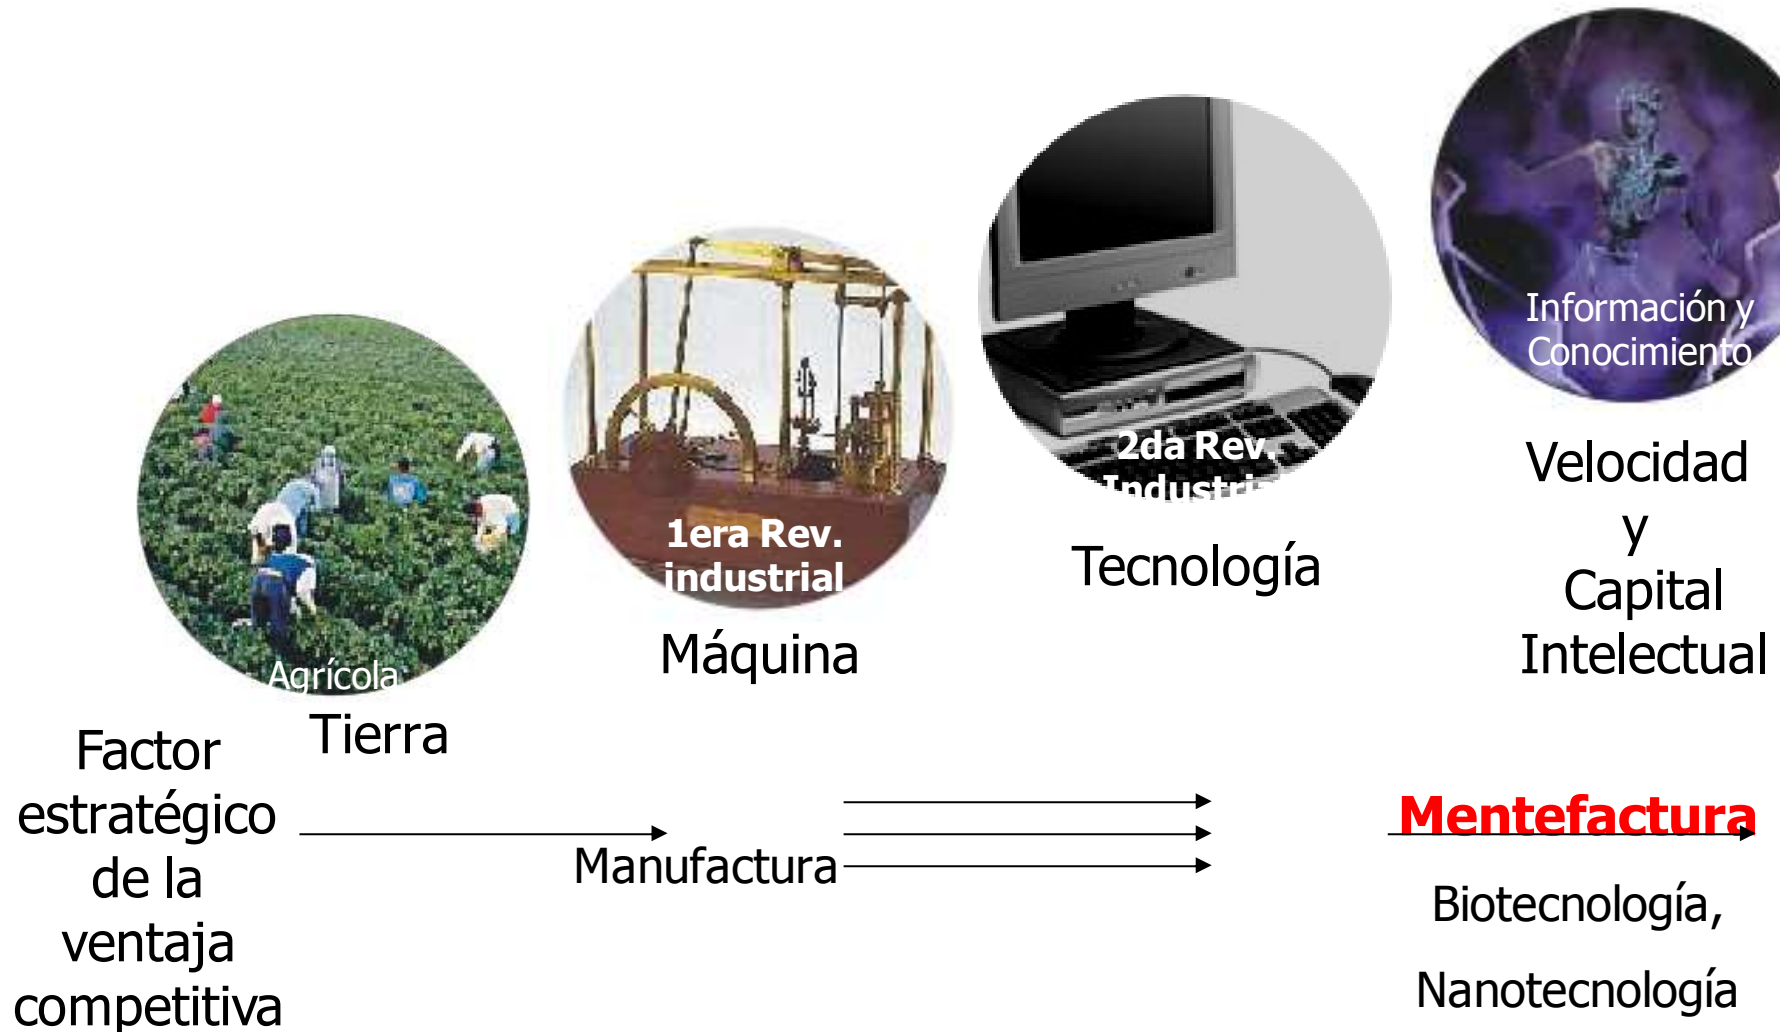 Información y
Conocimiento
2da Rev.
Industrial
1era Rev.
industrial
Agrícola
Velocidad
y
Capital
Intelectual
Tecnología
Máquina
Tierra
Factor
estratégico
de la
ventaja
competitiva
Manufactura
Mentefactura
Biotecnología,
Nanotecnología